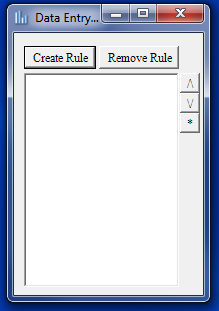 Data Entry...
Create Rule
Remove Rule
/\
\/
*